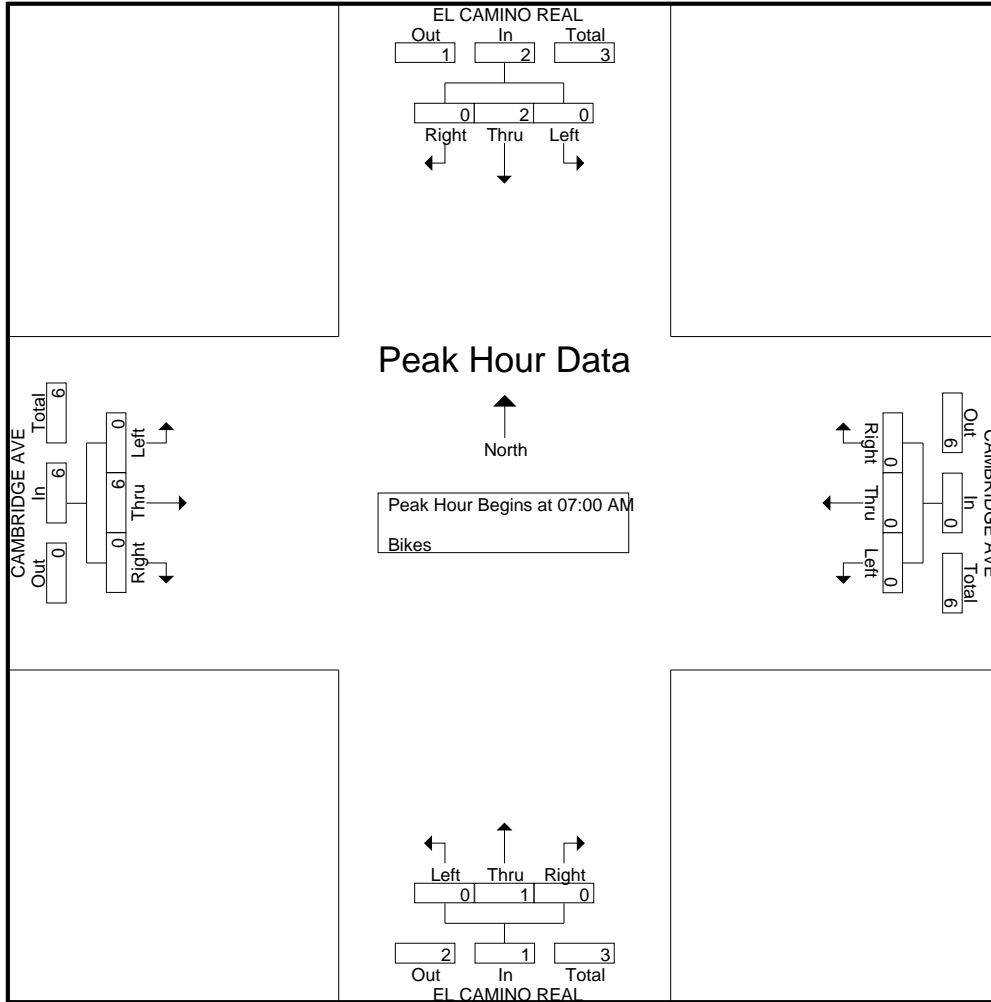 EL CAMINO REAL
Out In Total
1 2 3
0 2 0
Right Thru Left
CAMBRIDGE AVE
Total In Out
6 6 0
0 6 0
Left Thru Right
Peak Hour Data
North
Peak Hour Begins at 07:00 AM
Bikes
Right Thru Left
0 0 0
6 0 6
Out In Total
CAMBRIDGE AVE
Left Thru Right
0 1 0
2 1 3
Out In Total
EL CAMINO REAL